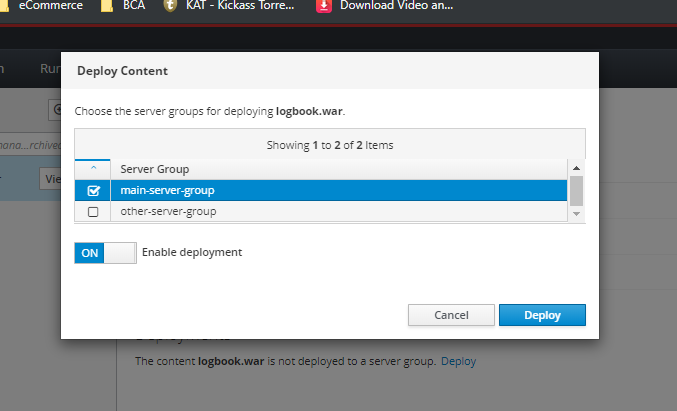 eCommerce BCA KAT - Kickass Torre... Download Video an...
Run
Deploy Content
Choose the server groups for deploying logbook.war.
Showing 1 to 2 of 2 Items
Server Group
main-server-group
other-server-group
ON Enable deployment
Cancel Deploy
The content logbook.war is not deployed to a server group. Deploy